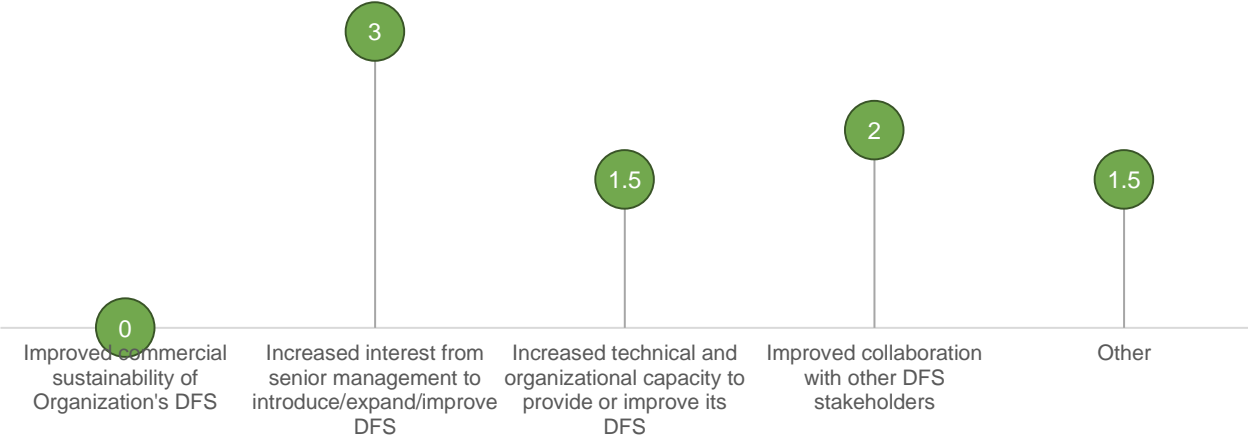 3
2
1.5
1.5
0
Improved commercial
sustainability of
Organization's DFS
Increased interest from
senior management to
introduce/expand/improve
DFS
Increased technical and
organizational capacity to
provide or improve its
DFS
Improved collaboration
with other DFS
stakeholders
Other